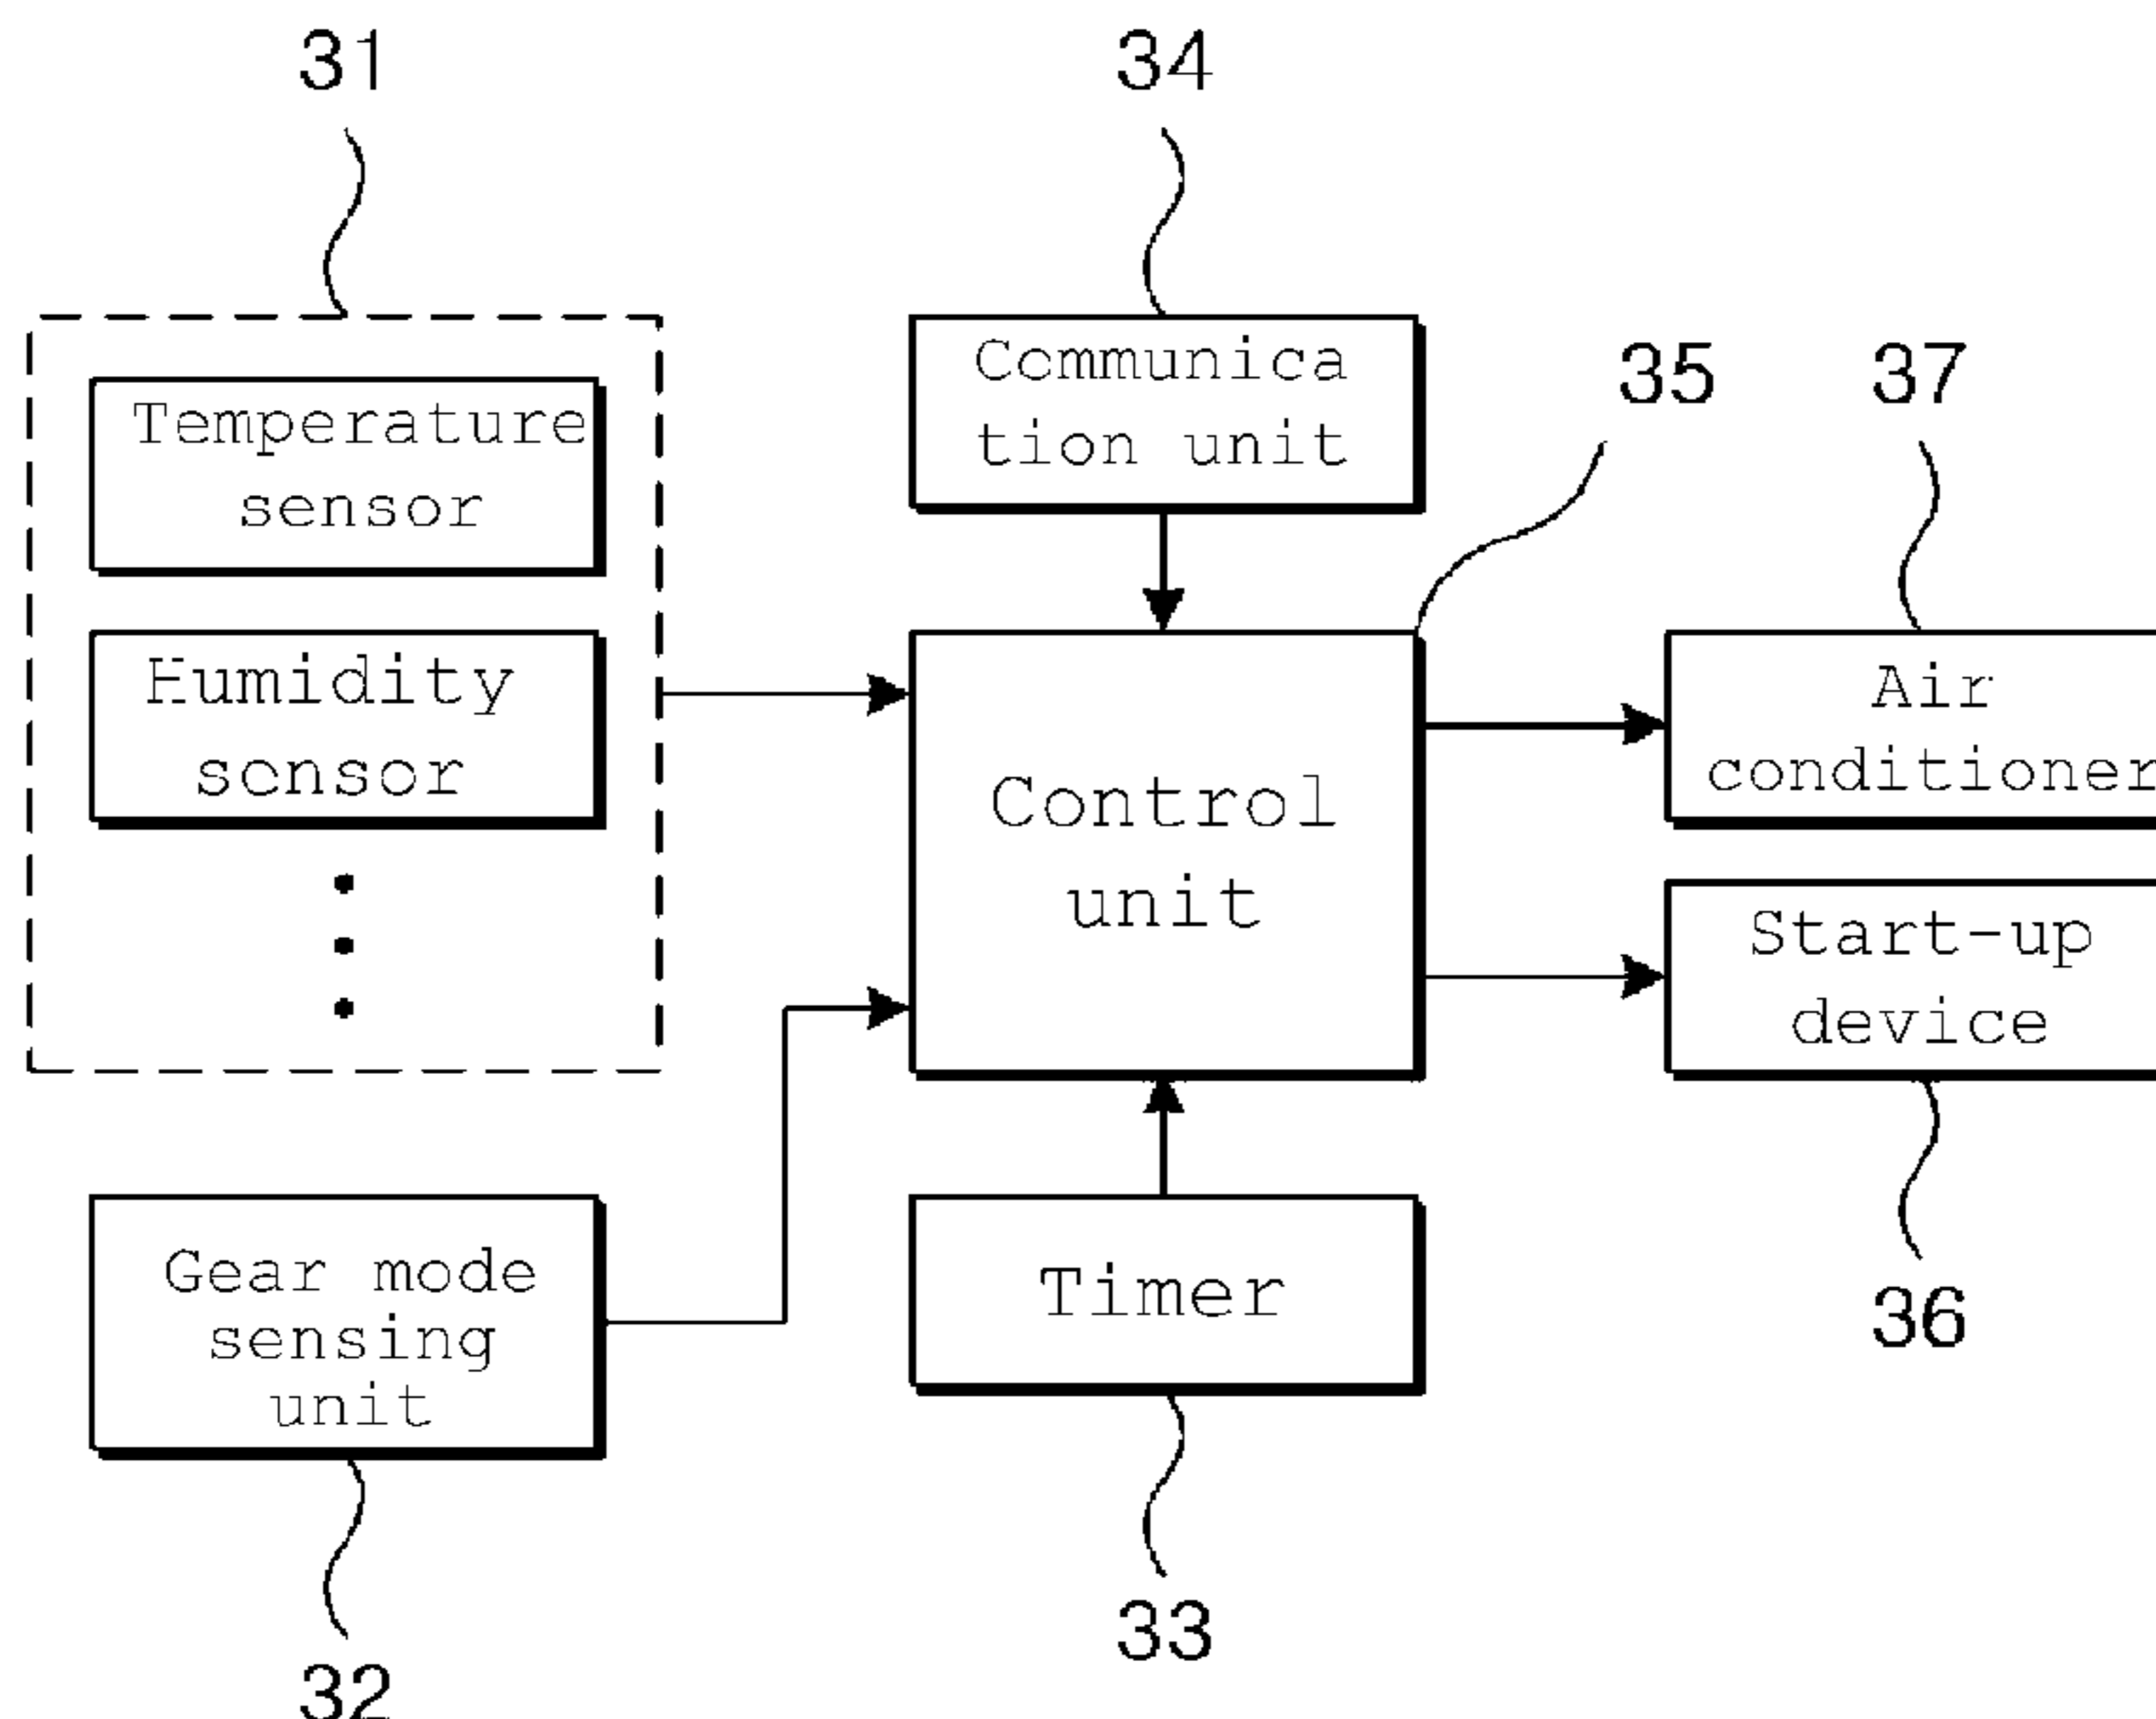 31
34
Temperature
sensor
Humidity
sensor
Communica
tion unit
35
37
Control
unit
Air
conditioner
Start-up
device
Gear mode
sensing
unit
Timer
36
33
32